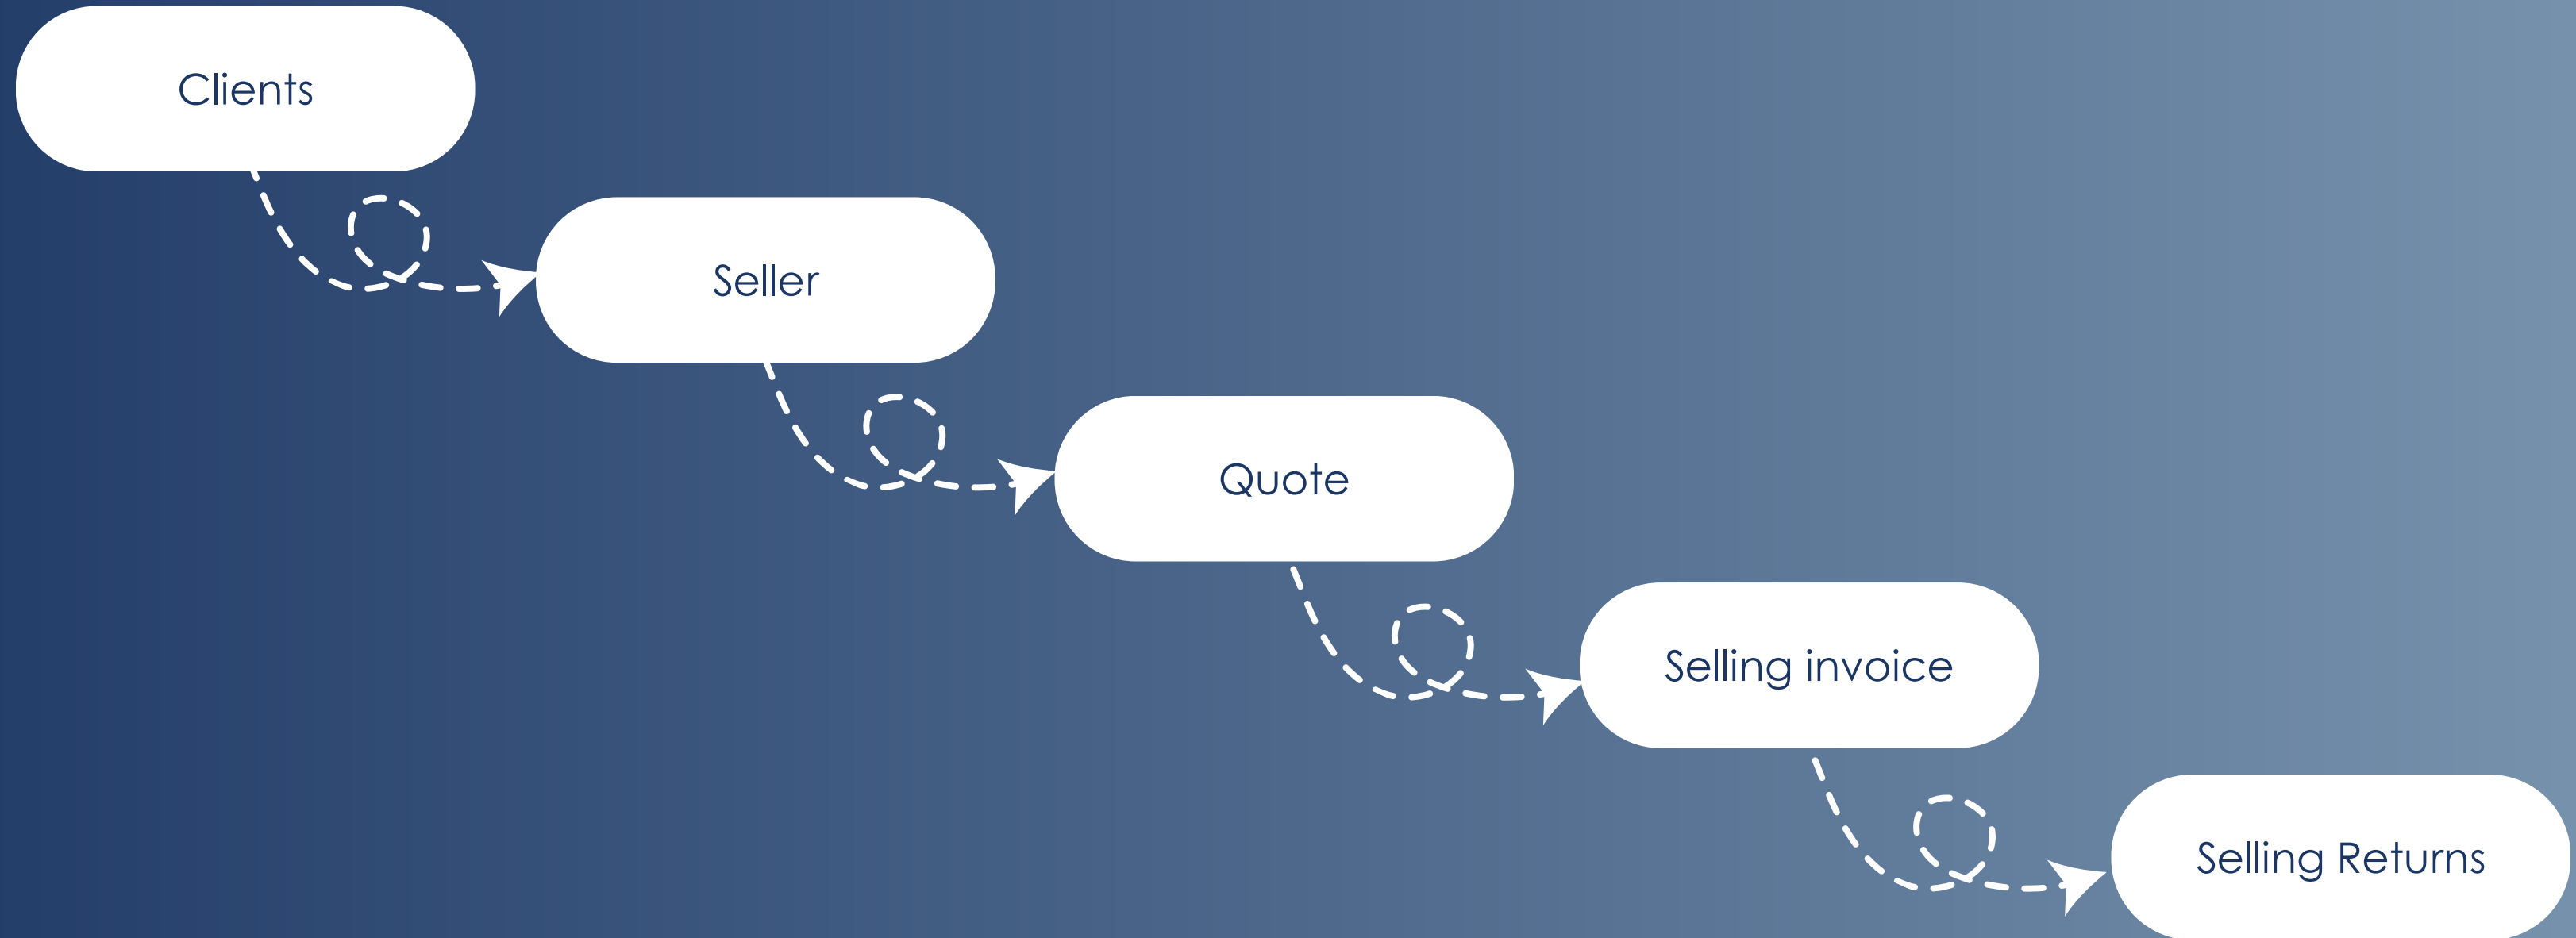 Clients
Seller
Quote
Selling invoice
Selling Returns